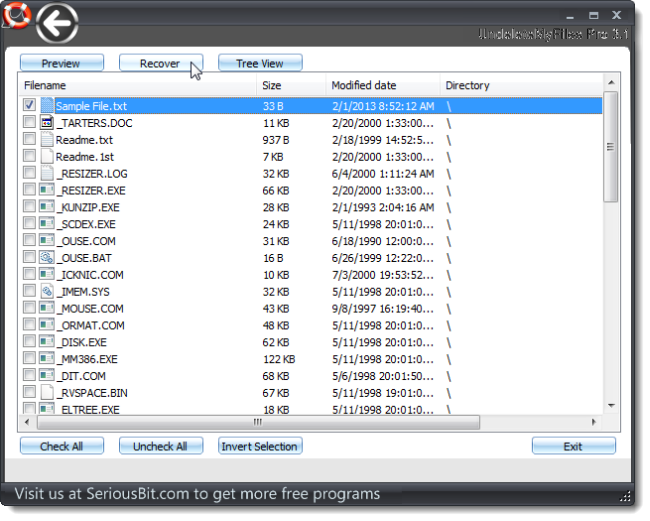 Preview Recover Tree View
Filename Size Modified date Directory
Sample File.txt 33 B 2/1/2013 8:52:12 AM \
_TARTERS.DOC 11 KB 2/20/2000 1:33:00... \
Readme.txt 937 B 2/18/1999 14:52:5... \
Readme.1st 7 KB 2/20/2000 1:33:00... \
_RESIZER.LOG 32 KB 6/4/2000 1:11:24 AM \
_RESIZER.EXE 66 KB 2/20/2000 1:33:00... \
_KUNZIP.EXE 28 KB 2/1/1993 2:04:16 AM \
_SCDEX.EXE 24 KB 5/11/1998 20:01:0... \
_OUSE.COM 31 KB 6/18/1990 12:00:0... \
_OUSE.BAT 16 B 6/26/1999 12:22:0... \
_ICKNIC.COM 10 KB 7/3/2000 19:53:52... \
_IMEM.SYS 32 KB 5/11/1998 20:01:0... \
_MOUSE.COM 43 KB 9/8/1997 16:19:40... \
_ORMAT.COM 48 KB 5/11/1998 20:01:0... \
_DISK.EXE 62 KB 5/11/1998 20:01:0... \
_MM386.EXE 122 KB 5/11/1998 20:01:0... \
_DIT.COM 68 KB 5/6/1998 20:01:50... \
_RVSPACE.BIN 67 KB 5/11/1998 19:01:0... \
_ELTREE.EXE 18 KB 5/11/1998 20:01:0... \
Check All Uncheck All Invert Selection Exit
Visit us at SeriousBit.com to get more free programs